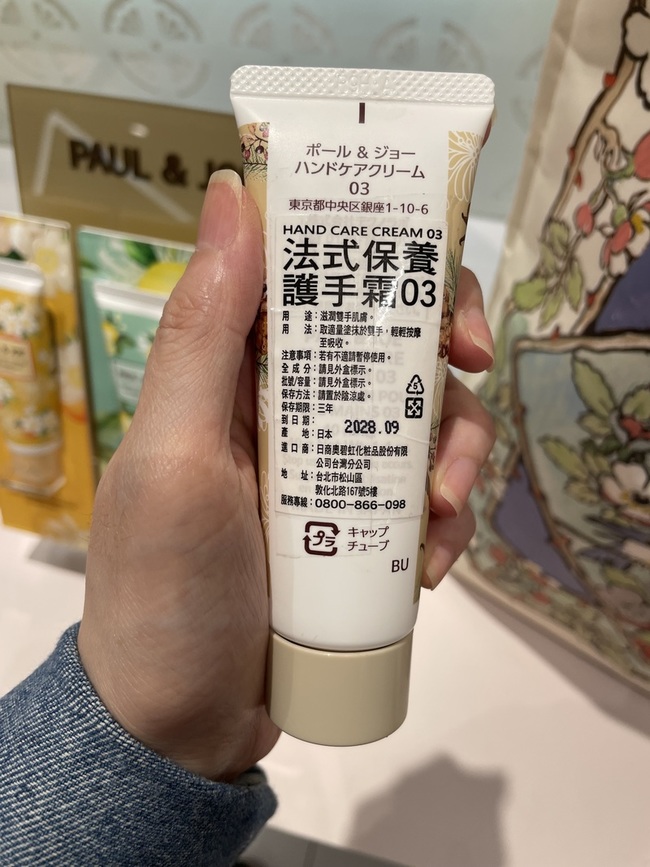 PAUL & JO
ポール & ジョー
ハンドケアクリーム
03
東京都中央区銀座1-10-6
HAND CARE CREAM 03
法式保養
護手霜03
用　　途：滋潤雙手肌膚。
用　　法：取適量塗抹於雙手，輕輕按摩
至吸收。
注意事項：若有不適請暫停使用。
全 成 分：請見外盒標示。
批號/容量：請見外盒標示。
保存方法：請置於陰涼處。
保存期限：三年
到 日 期：2028.09
產　　地：日本
進 口 商：日商奧碧虹化粧品股份有限
公司台灣分公司
地　　址：台北市松山區
敦化北路167號5樓
服務專線：0800-866-098
5
プラ
キャップ
チューブ
BU